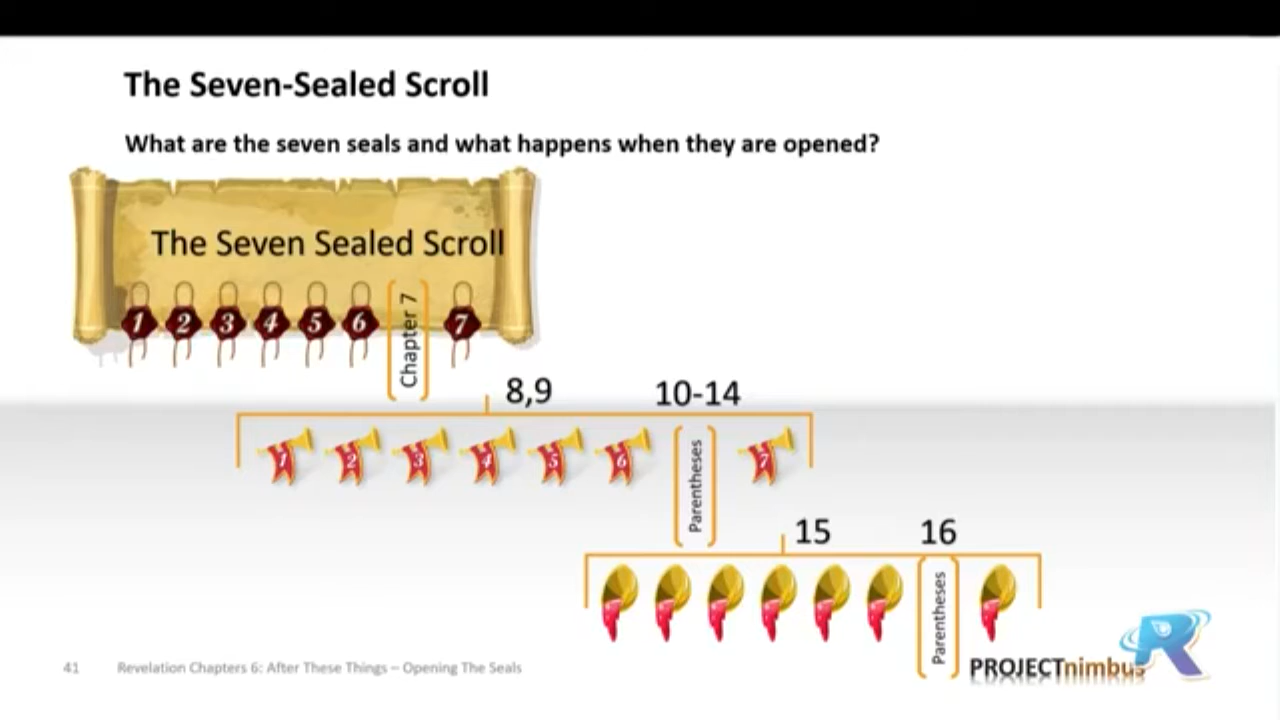 The Seven-Sealed Scroll
What are the seven seals and what happens when they are opened?
The Seven Sealed Scroll
1 2 3 4 5 6 Chapter 7 7
8,9 10-14
1 2 3 4 5 6 Parentheses 7
15 16
Parentheses
41 Revelation Chapters 6: After These Things – Opening The Seals
PROJECTnimbus
R